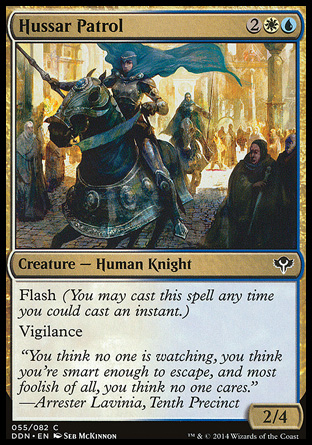 Hussar Patrol 2
Creature — Human Knight
Flash (You may cast this spell any time
you could cast an instant.)
Vigilance
“You think no one is watching, you think
you’re smart enough to escape, and most
foolish of all, you think no one cares.”
—Arrester Lavinia, Tenth Precinct
2/4
055/082 C
DDN • EN Seb McKinnon
™ & © 2014 Wizards of the Coast